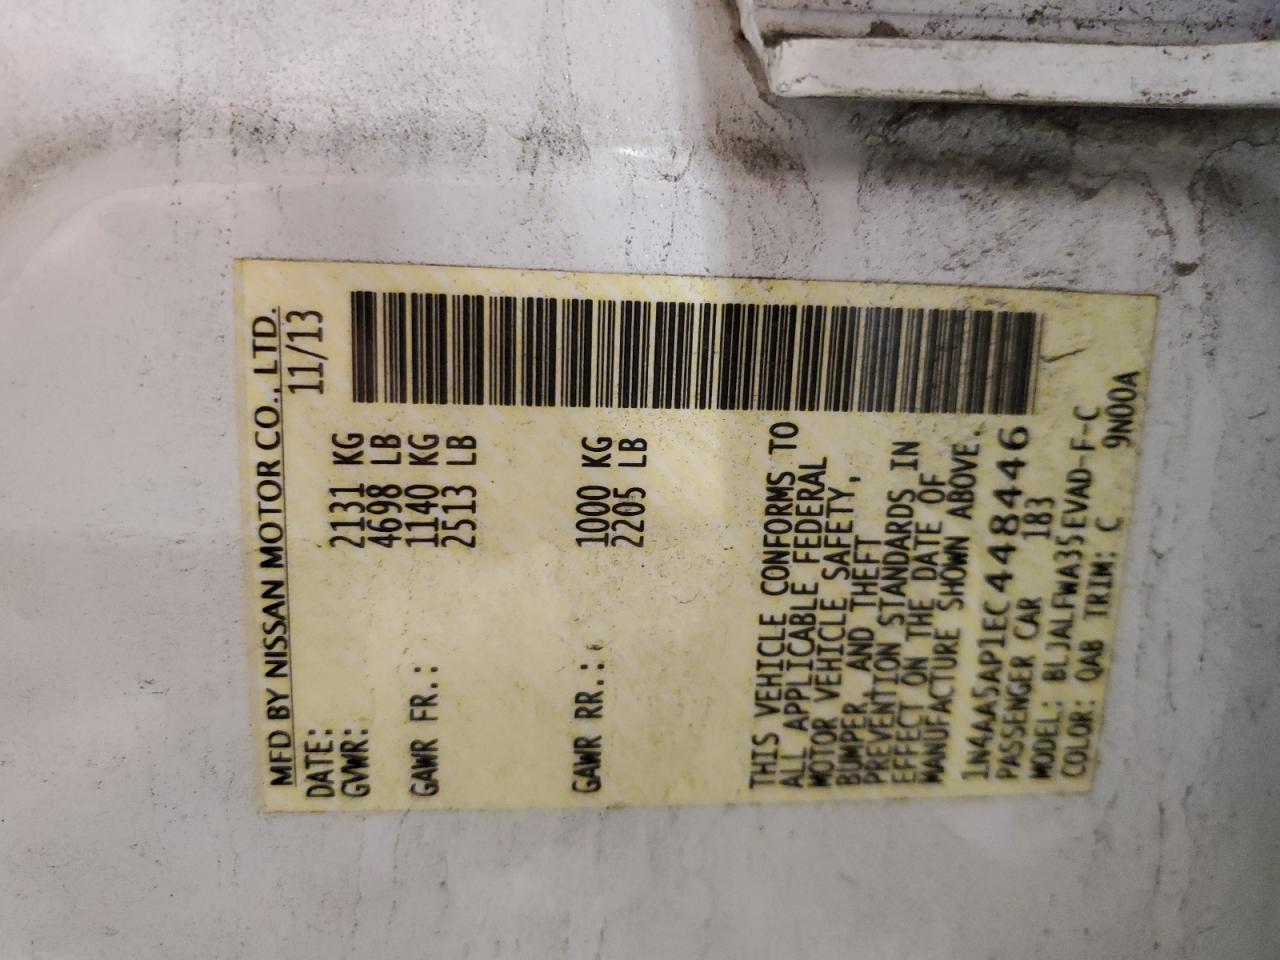 MFD BY NISSAN MOTOR CO., LTD.
DATE: 11/13
GVWR: 2131 KG
4698 LB
GAWR FR.: 1140 KG
2513 LB
GAWR RR.: 1000 KG
2205 LB
THIS VEHICLE CONFORMS TO
ALL APPLICABLE FEDERAL
MOTOR VEHICLE SAFETY,
BUMPER AND THEFT
PREVENTION STANDARDS IN
EFFECT ON THE DATE OF
MANUFACTURE SHOWN ABOVE.
1N4AA5AP1EC448446
PASSENGER CAR 183
MODEL: BLJALFWA35EVAD-F-C
COLOR: QAB TRIM: C 9N00A